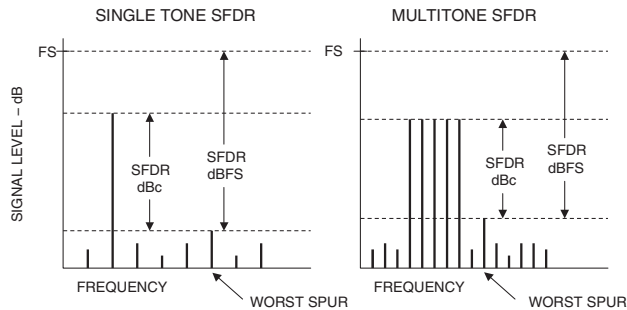 SINGLE TONE SFDR
FS
SIGNAL LEVEL – dB
SFDR
dBc
SFDR
dBFS
FREQUENCY
WORST SPUR
MULTITONE SFDR
FS
SFDR
dBc
SFDR
dBFS
FREQUENCY
WORST SPUR